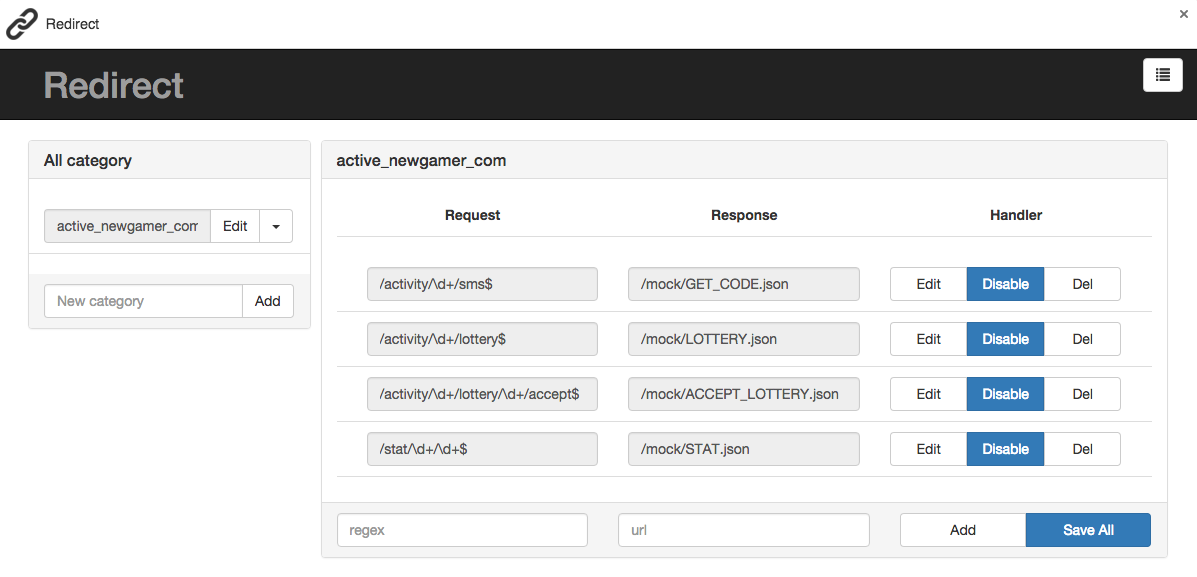 Redirect
×
Redirect
All category
active_newgamer_com Edit
New category Add
active_newgamer_com
Request Response Handler
/activity/\d+/sms$ /mock/GET_CODE.json Edit Disable Del
/activity/\d+/lottery$ /mock/LOTTERY.json Edit Disable Del
/activity/\d+/lottery/\d+/accept$ /mock/ACCEPT_LOTTERY.json Edit Disable Del
/stat/\d+/\d+$ /mock/STAT.json Edit Disable Del
regex url Add Save All